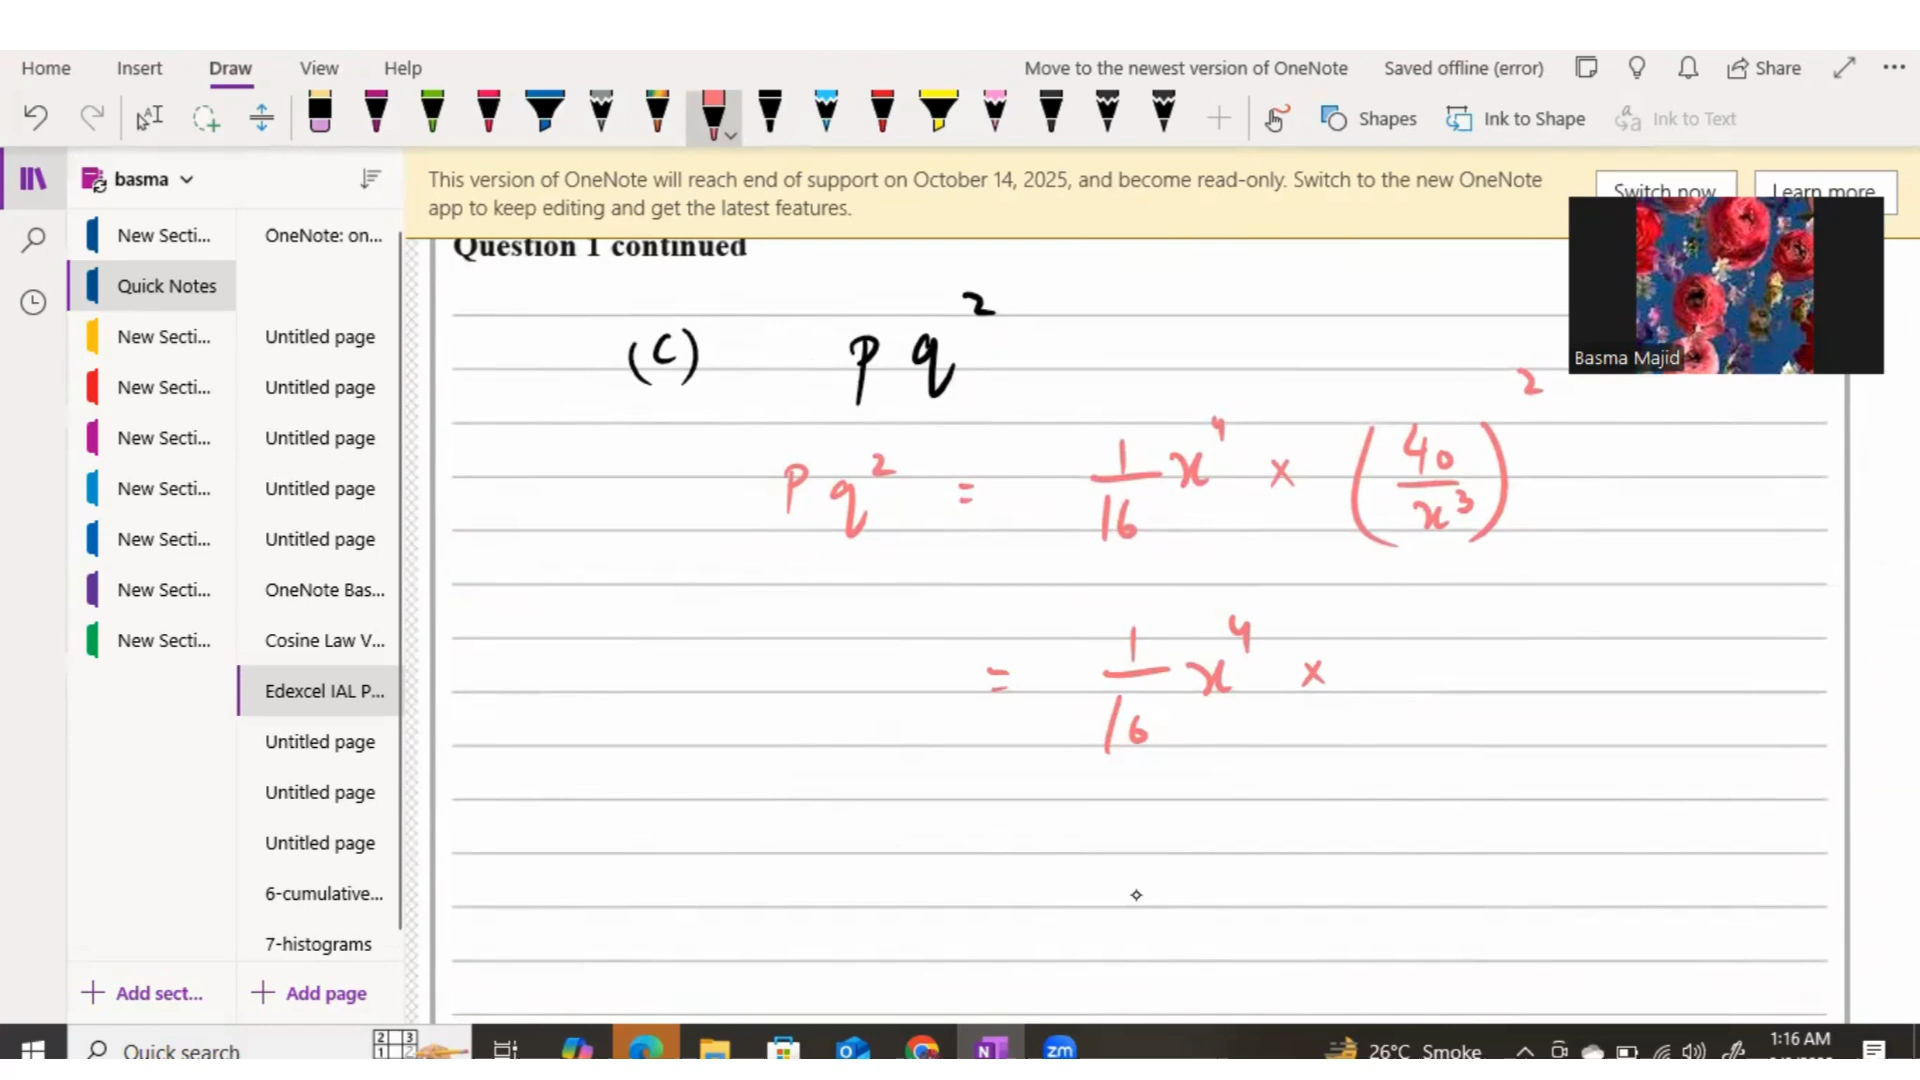 Home Insert Draw View Help Move to the newest version of OneNote Saved offline (error) Share
Shapes Ink to Shape Ink to Text
basma
This version of OneNote will reach end of support on October 14, 2025, and become read-only. Switch to the new OneNote
app to keep editing and get the latest features.
Switch now Learn more
New Secti...
Quick Notes
New Secti...
New Secti...
New Secti...
New Secti...
New Secti...
New Secti...
New Secti...
OneNote: on...
Untitled page
Untitled page
Untitled page
Untitled page
Untitled page
OneNote Bas...
Cosine Law V...
Edexcel IAL P...
Untitled page
Untitled page
Untitled page
6-cumulative...
7-histograms
Add sect... Add page
Question 1 continued
Basma Majid
(C) pq²
pq² = 1/16 x⁴ × (40/x³)²
= 1/16 x⁴ ×
Quick search
2 3
1 2
zm
26°C Smoke
1:16 AM